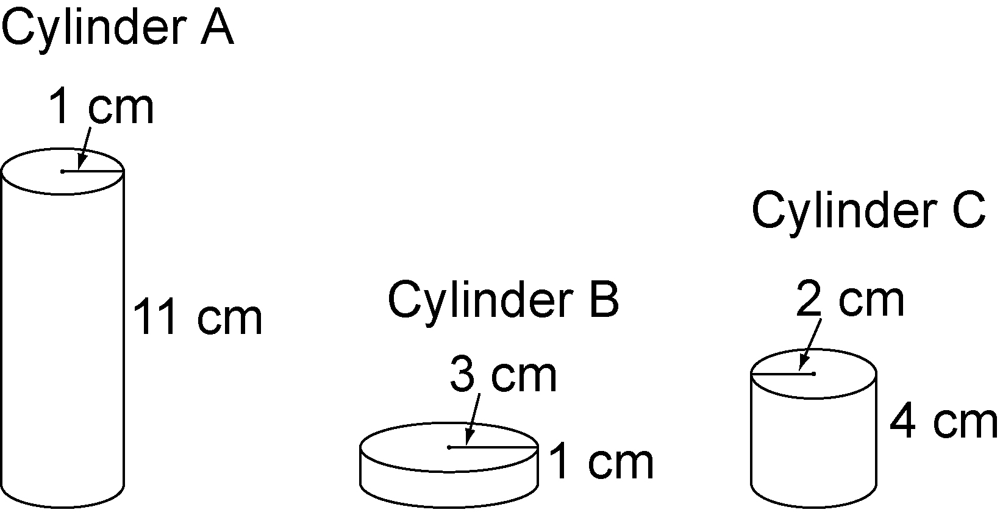 Cylinder A
1 cm
11 cm
Cylinder B
3 cm
1 cm
Cylinder C
2 cm
4 cm